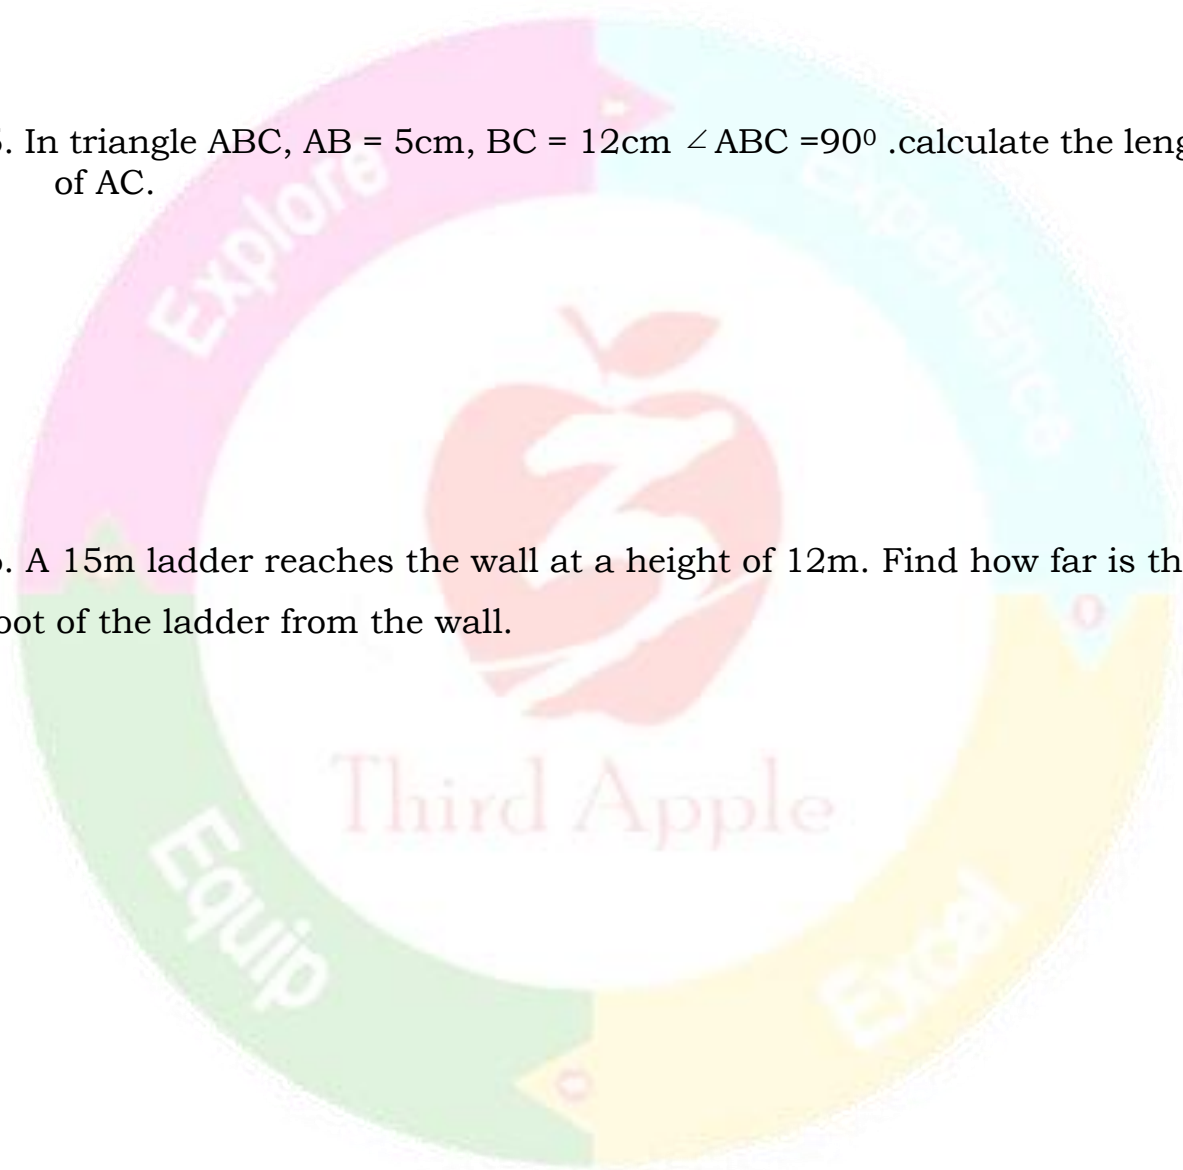 . In triangle ABC, AB = 5cm, BC = 12cm ∠ABC =90⁰ .calculate the leng
of AC.
Explore
Experience
. A 15m ladder reaches the wall at a height of 12m. Find how far is th
oot of the ladder from the wall.
Third Apple
Equip
Excel